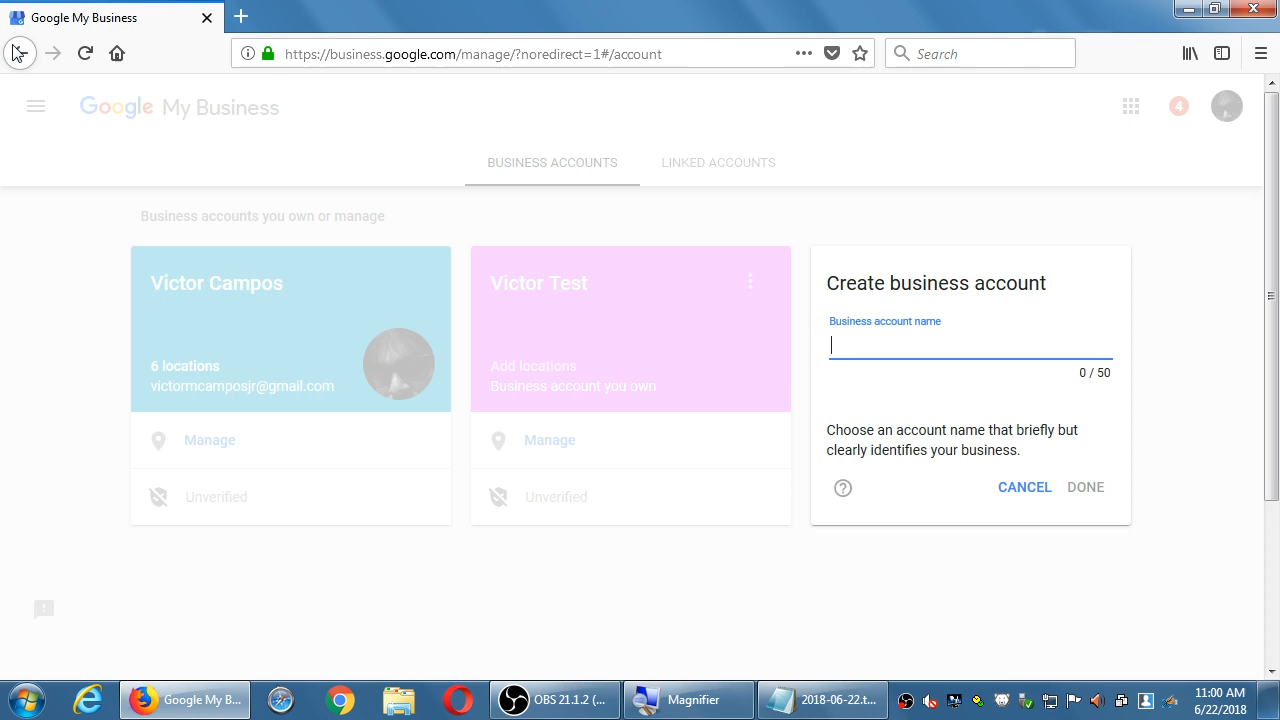 Google My Business
https://business.google.com/manage/?noredirect=1#/account
Search
Google My Business
4
BUSINESS ACCOUNTS
LINKED ACCOUNTS
Business accounts you own or manage
Victor Campos
6 locations
victormcamposjr@gmail.com
Manage
Unverified
Victor Test
Add locations
Business account you own
Manage
Unverified
Create business account
Business account name
0 / 50
Choose an account name that briefly but
clearly identifies your business.
CANCEL
DONE
Google My B...
OBS 21.1.2 (...
Magnifier
2018-06-22.t...
11:00 AM
6/22/2018